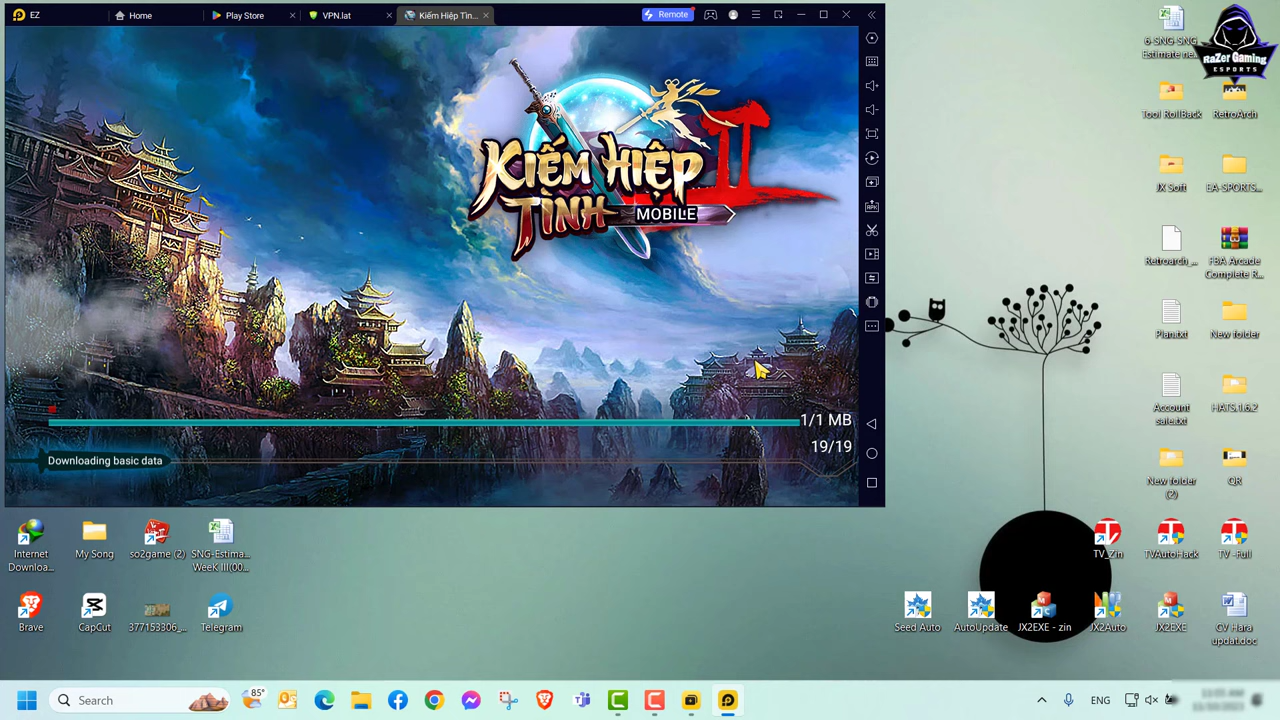 EZ
Home
Play Store
VPN.lat
Kiếm Hiệp Tìn...
Remote
KIẾM HIỆP
TÌNH
II
MOBILE
APK
1/1 MB
19/19
Downloading basic data
RaZer Gaming
ESPORTS
6-SNG-SNG
Estimate ne...
Tool RollBack
RetroArch
JX Soft
EA-SPORTS...
Retroarch_...
FBA Arcade
Complete R...
Plan.txt
New folder
Account
sale.txt
HATS.1.6.2
New folder
(2)
QR
Internet
Downloa...
My Song
so2game (2)
SNG-Estima...
WeeK III(00...
TV_Zin
TVAutoHack
TV -Full
Brave
CapCut
377153306_...
Telegram
Seed Auto
AutoUpdate
JX2EXE - zin
JX2Auto
JX2EXE
CV Hara
updat.doc
Search
85°
ENG